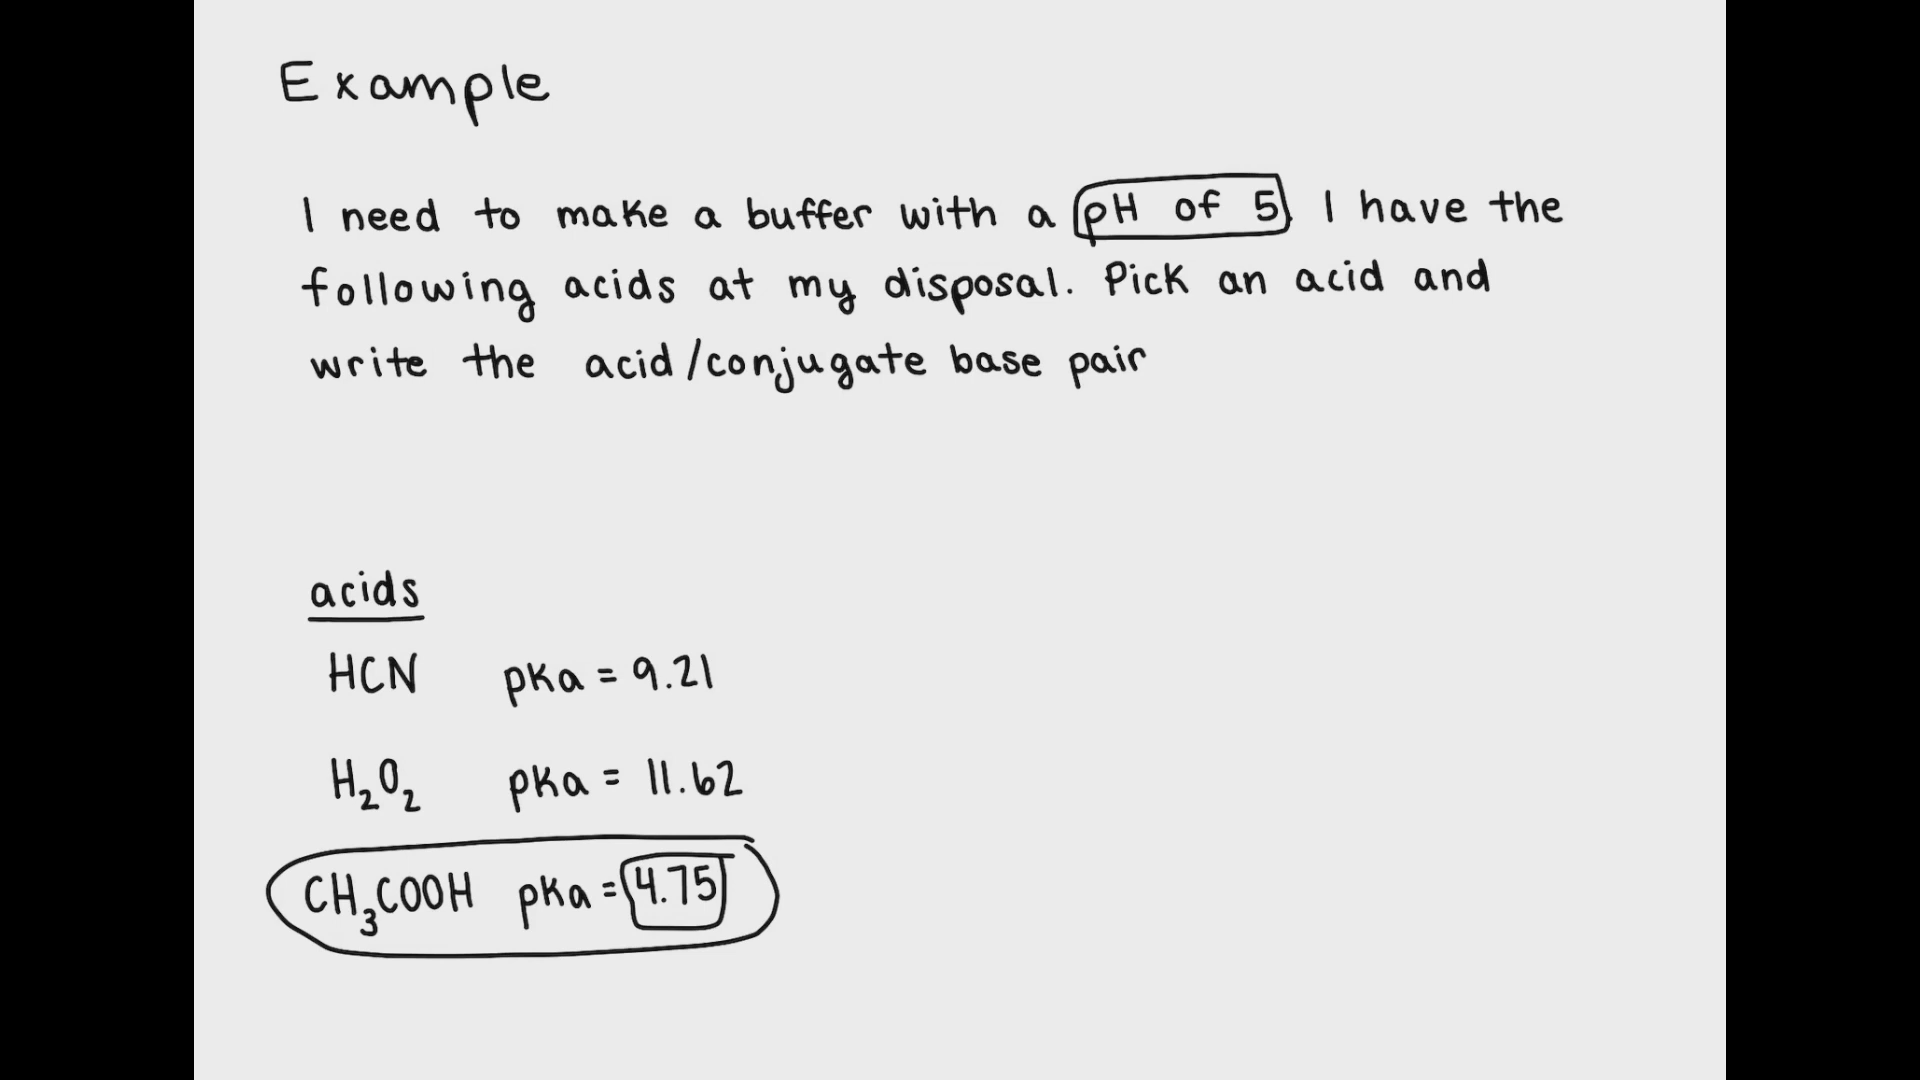 Example
I need to make a buffer with a pH of 5. I have the
following acids at my disposal. Pick an acid and
write the acid/conjugate base pair
acids
HCN pKa = 9.21
H₂O₂ pKa = 11.62
CH₃COOH pKa = 4.75